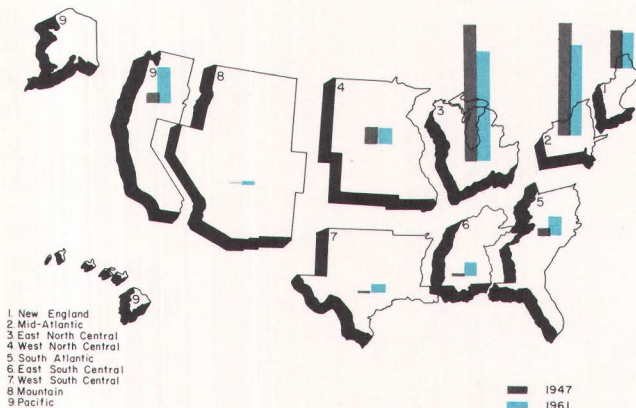 9
9
8
4
3
2
5
6
7
9
1. New England
2. Mid-Atlantic
3 East North Central
4 West North Central
5. South Atlantic
6. East South Central
7. West South Central
8. Mountain
9. Pacific
1947
1961